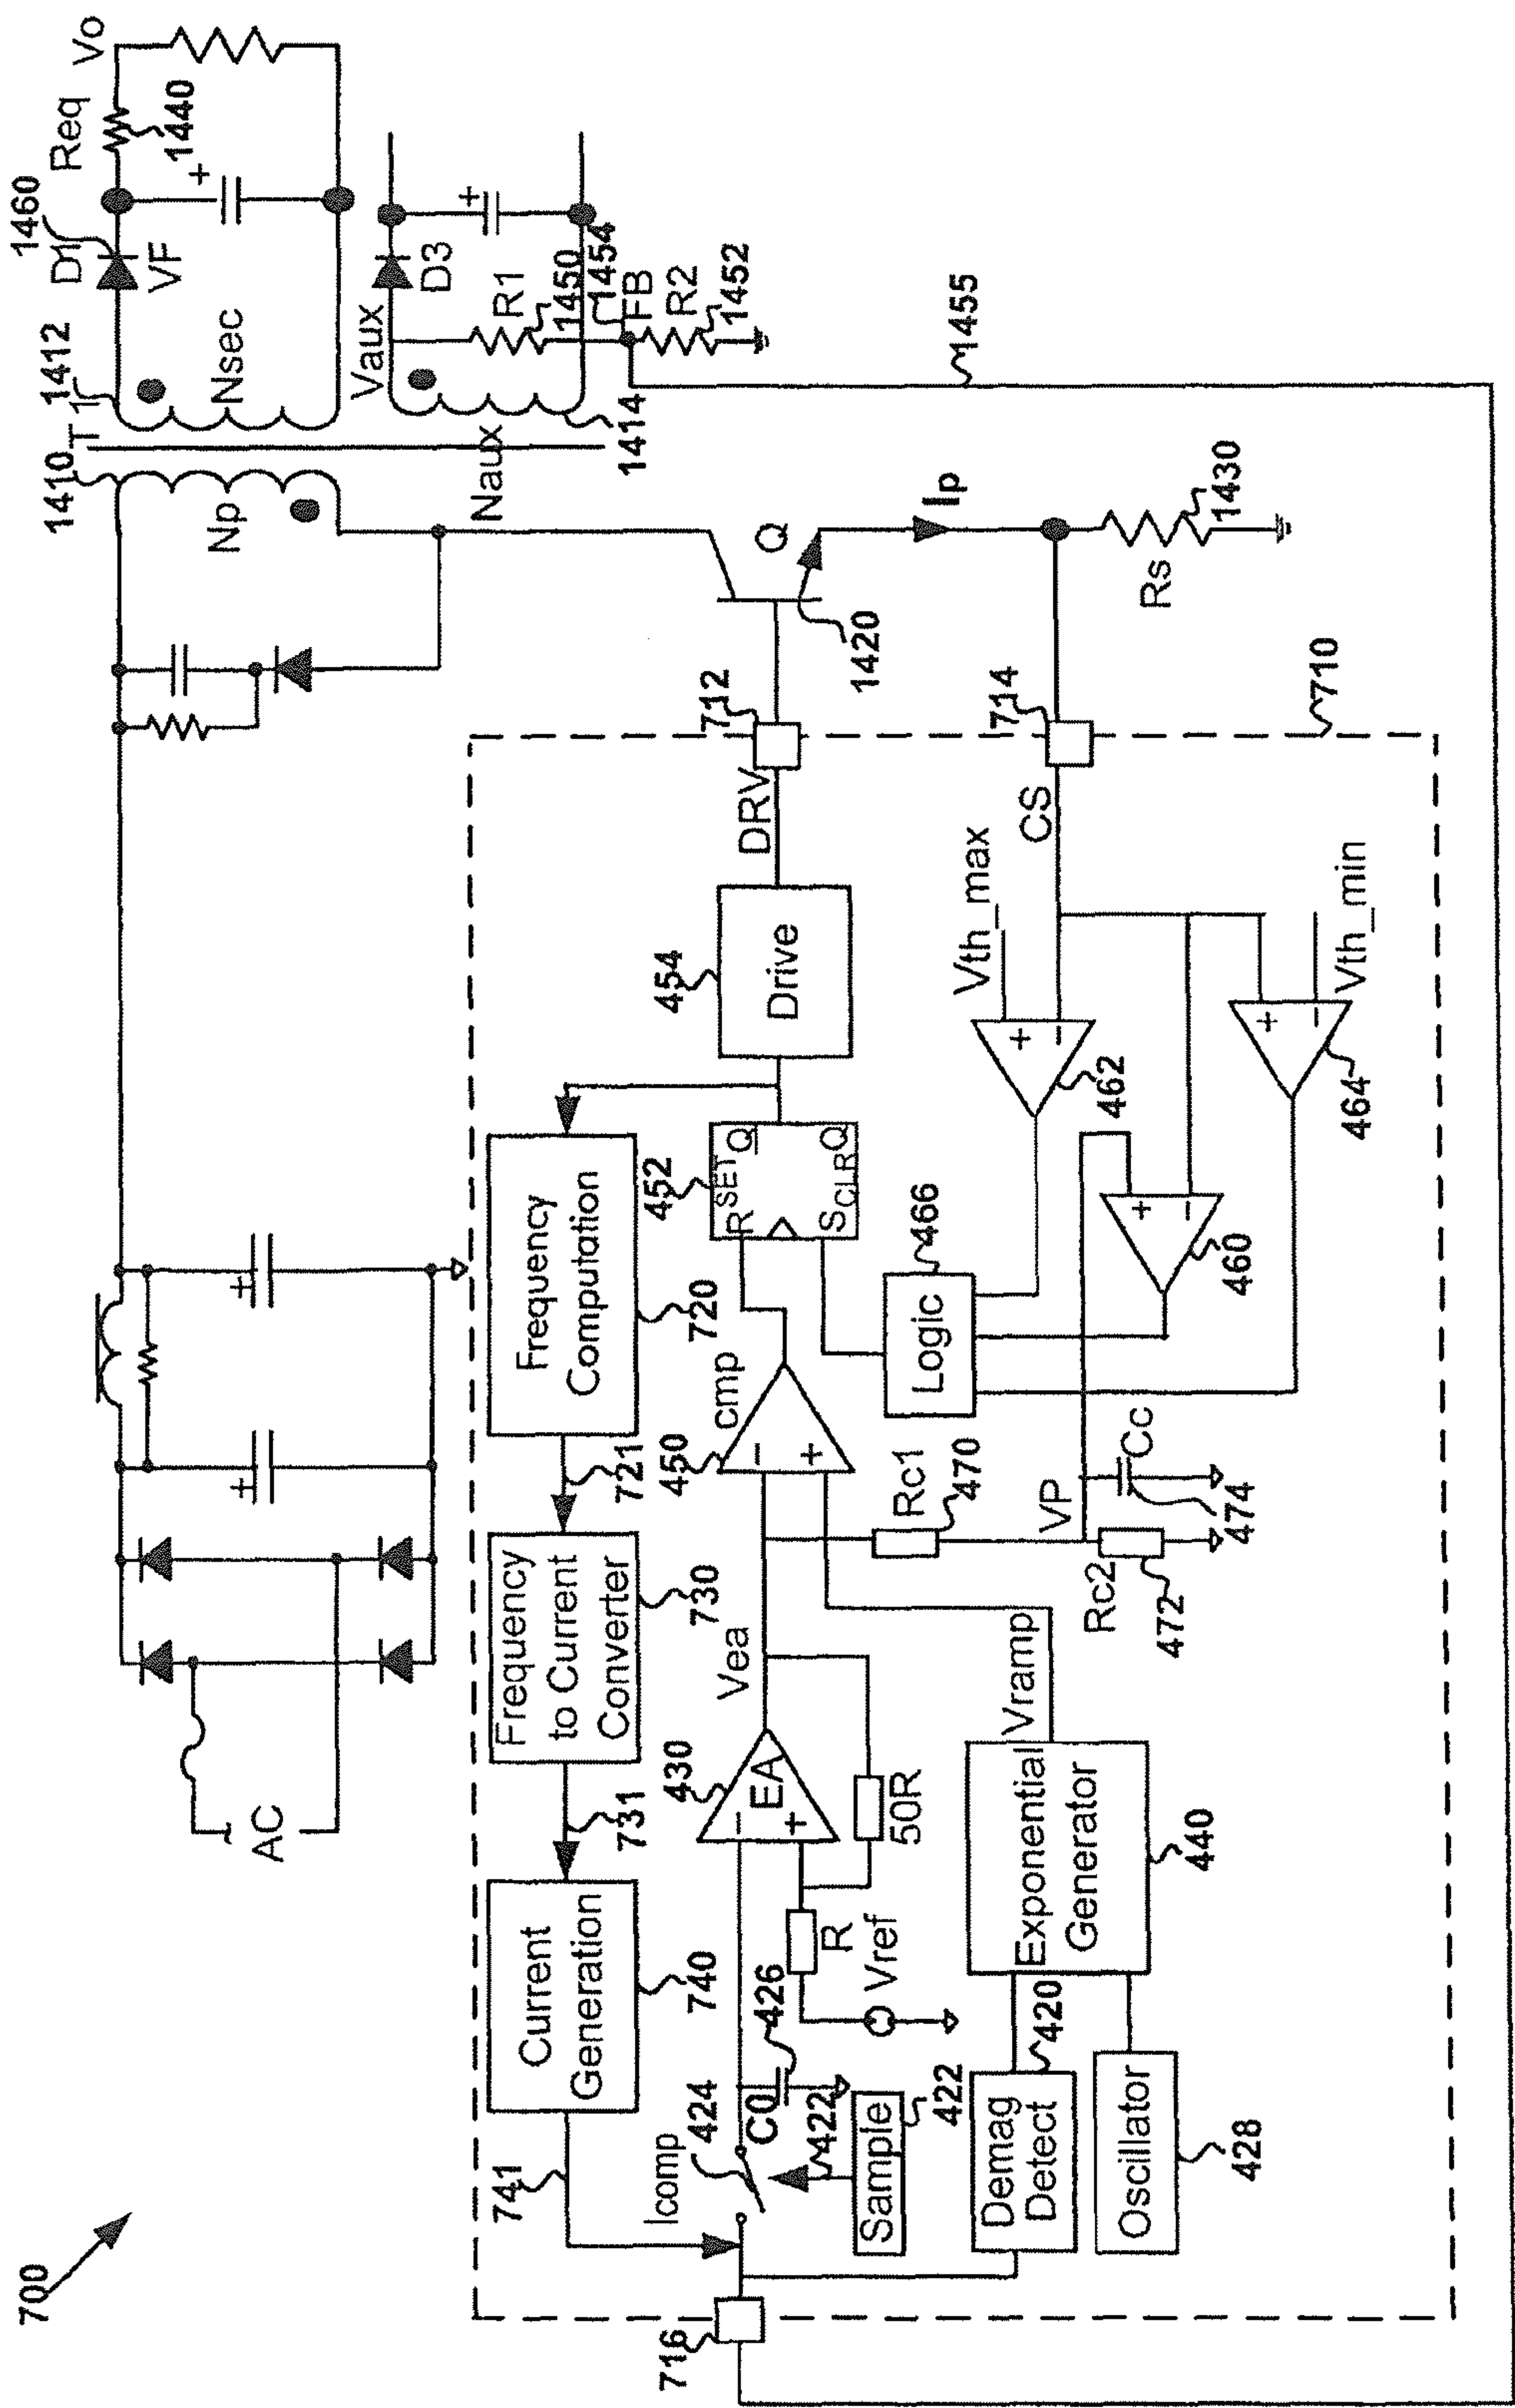 700
AC
1410
T
1
1412
1460
D1
VF
Req
1440
Vo
Np
Nsec
Naux
Vaux
D3
R1
1450
1454
FB
R2
1452
1414
1455
Q
1420
Ip
Rs
1430
710
712
DRV
714
CS
716
Current
Generation
740
741
731
Frequency
to Current
Converter
730
721
Frequency
Computation
720
Icomp
424
C0
426
422
Sample
422
R
Vref
430
EA
-
+
50R
Vea
450
cmp
-
+
452
R
SET
Q
S
CLR
Q
454
Drive
Demag
Detect
420
Oscillator
428
Exponential
Generator
440
Vramp
Rc1
470
VP
Cc
474
Rc2
472
Logic
466
460
+
-
462
+
-
Vth_max
464
+
-
Vth_min
+
+
±
±